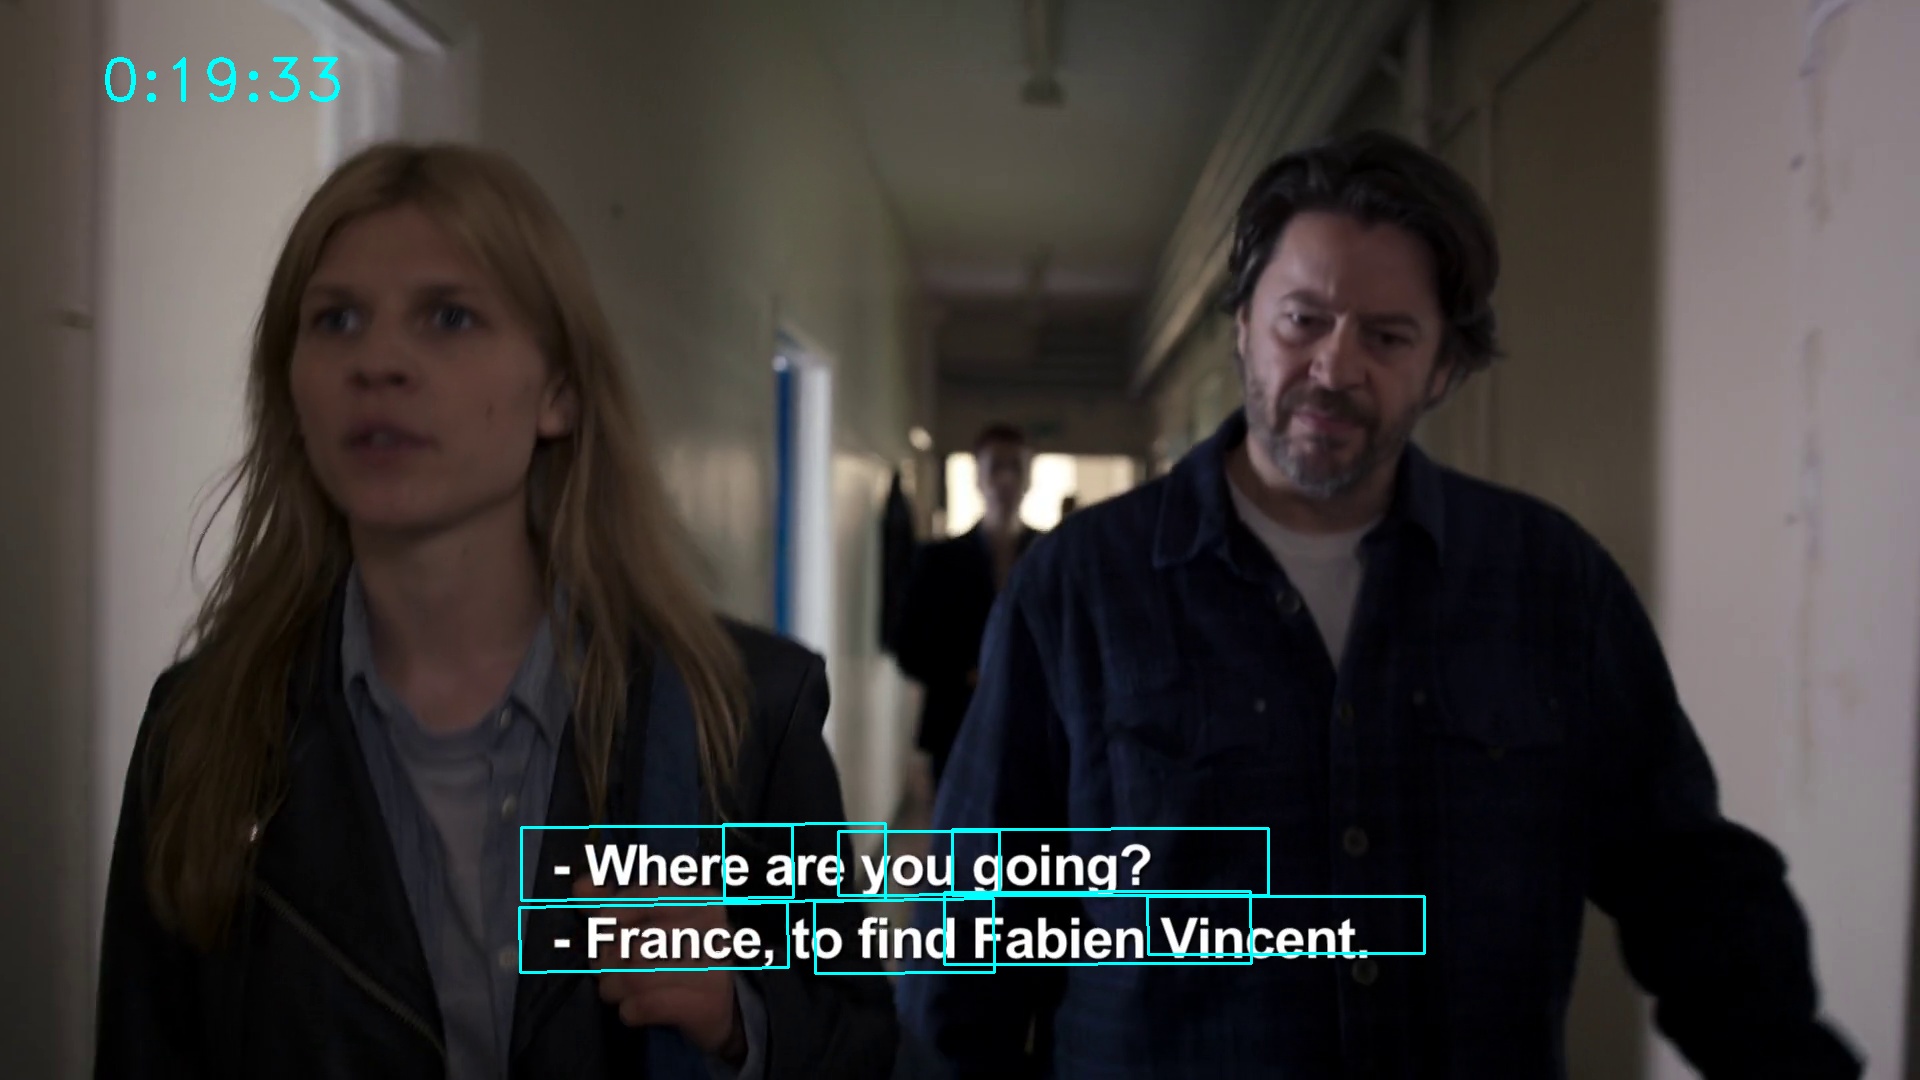 0:19:33
- Where are you going?
- France, to find Fabien Vincent.